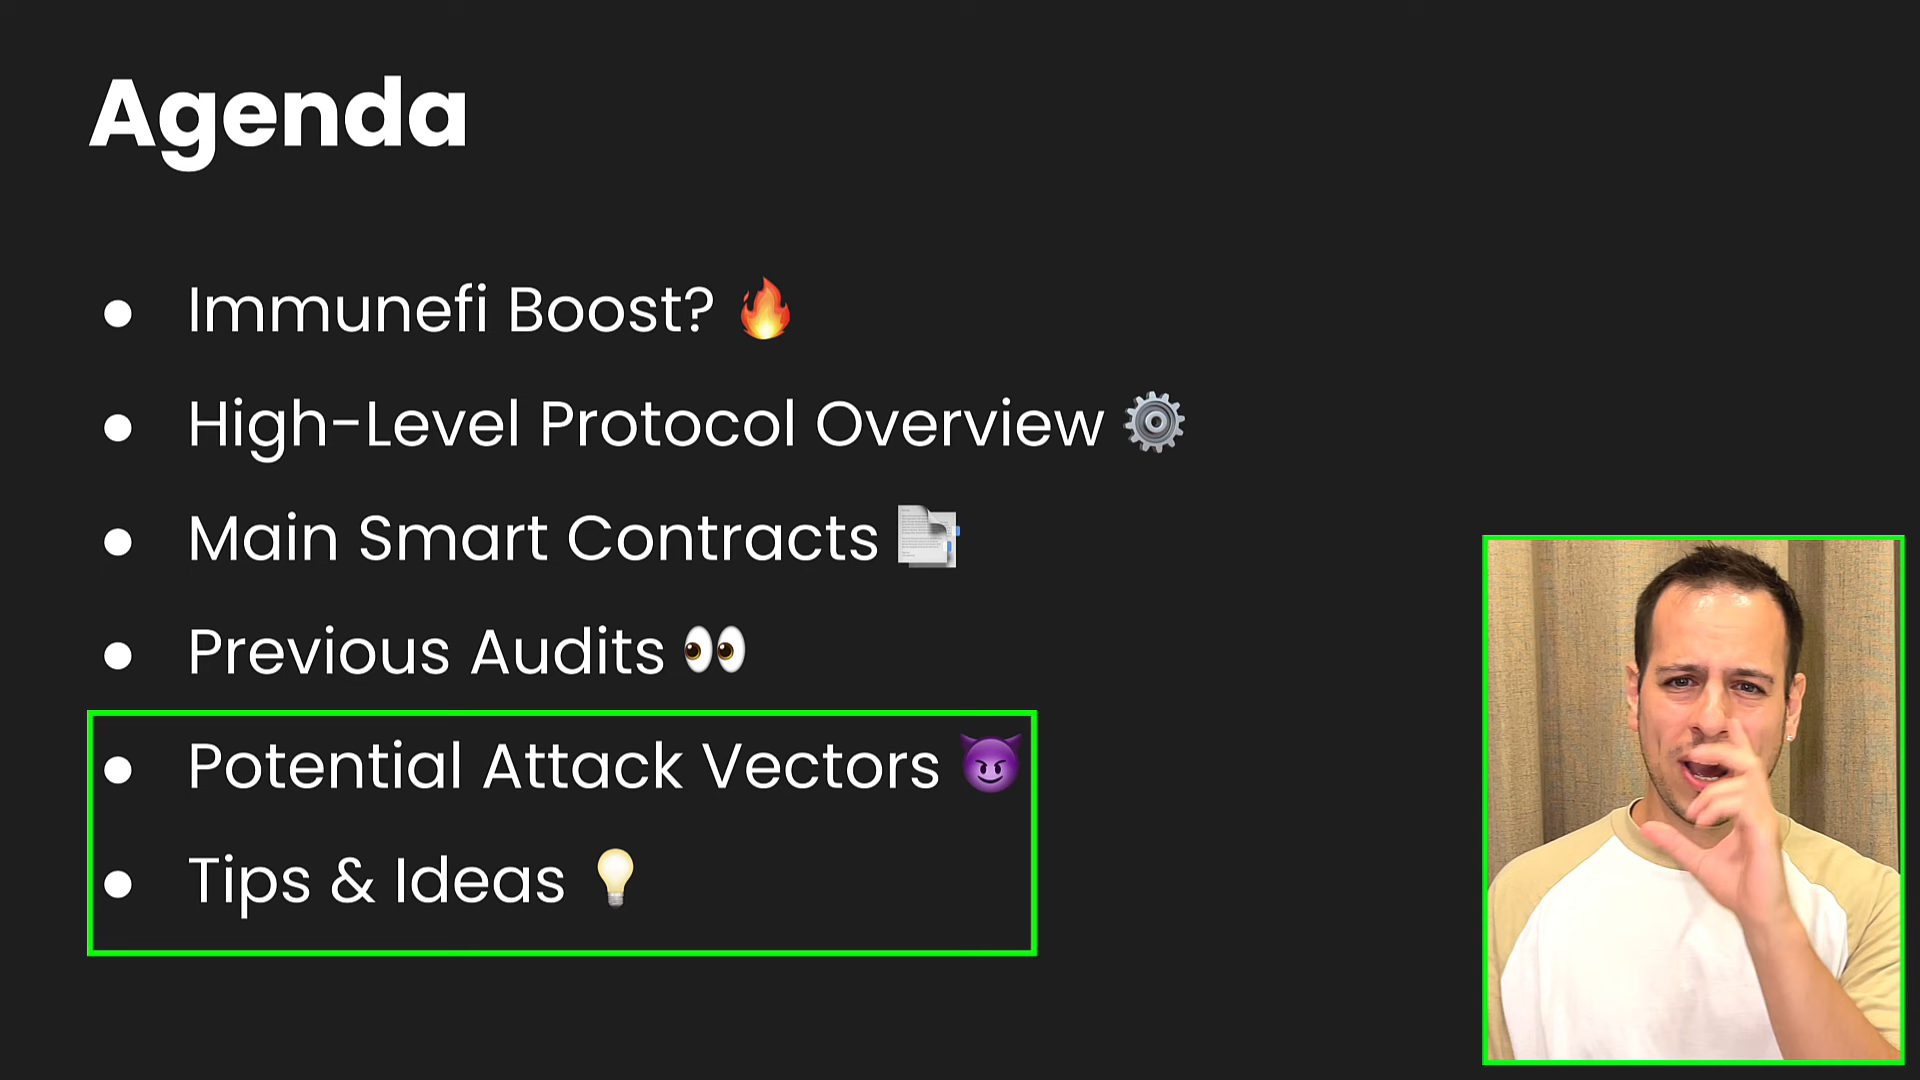 Agenda
● Immunefi Boost? 🔥
● High-Level Protocol Overview ⚙️
● Main Smart Contracts 📑
● Previous Audits 👀
● Potential Attack Vectors 😈
● Tips & Ideas 💡